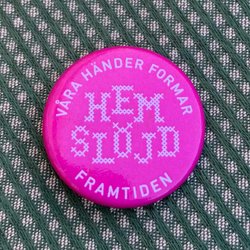 VÅRA HÄNDER FORMAR
HEM
SLÖJD
FRAMTIDEN